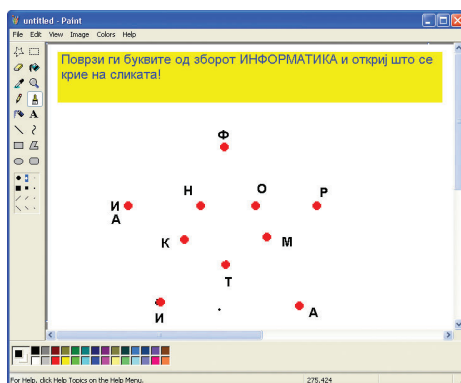 untitled - Paint
File Edit View Image Colors Help
Поврзи ги буквите од зборот ИНФОРМАТИКА и откриј што се
крие на сликата!
Ф
Н О Р
И
А
К М
Т
И А
For Help, click Help Topics on the Help Menu. 275,424